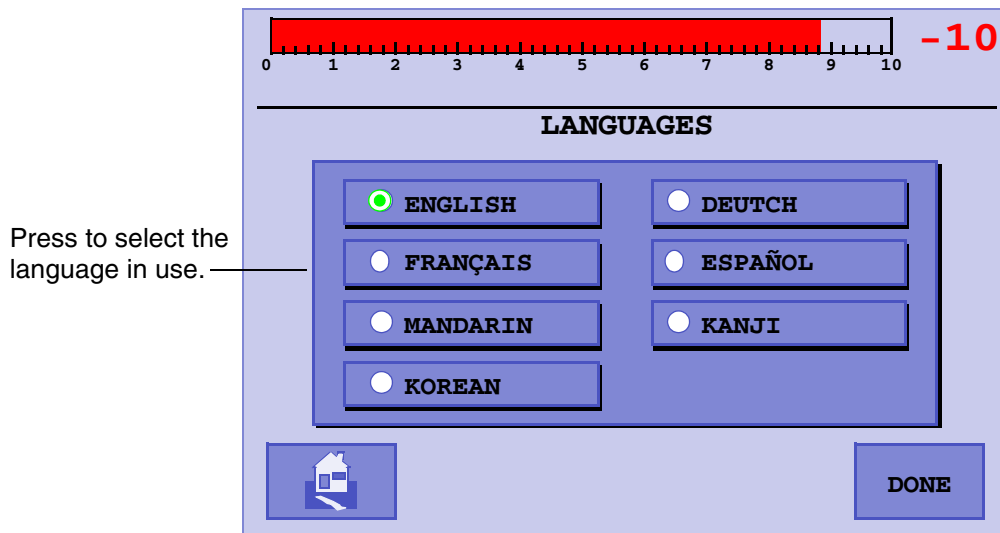 -10
0 1 2 3 4 5 6 7 8 9 10
LANGUAGES
ENGLISH DEUTCH
Press to select the
FRANÇAIS ESPAÑOL
language in use.
MANDARIN KANJI
KOREAN
DONE